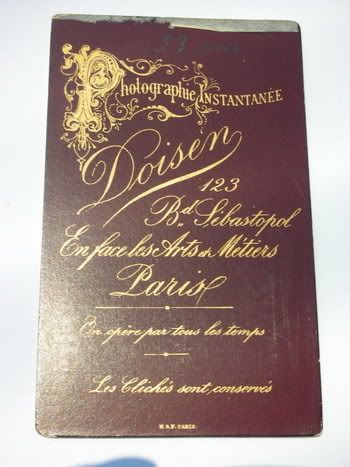 Photographie INSTANTANÉE
Doisen
123
Bd Sébastopol
En face les Arts & Métiers
Paris
On opère par tous les temps
Les Clichés sont conservés
H & F. PARIS.